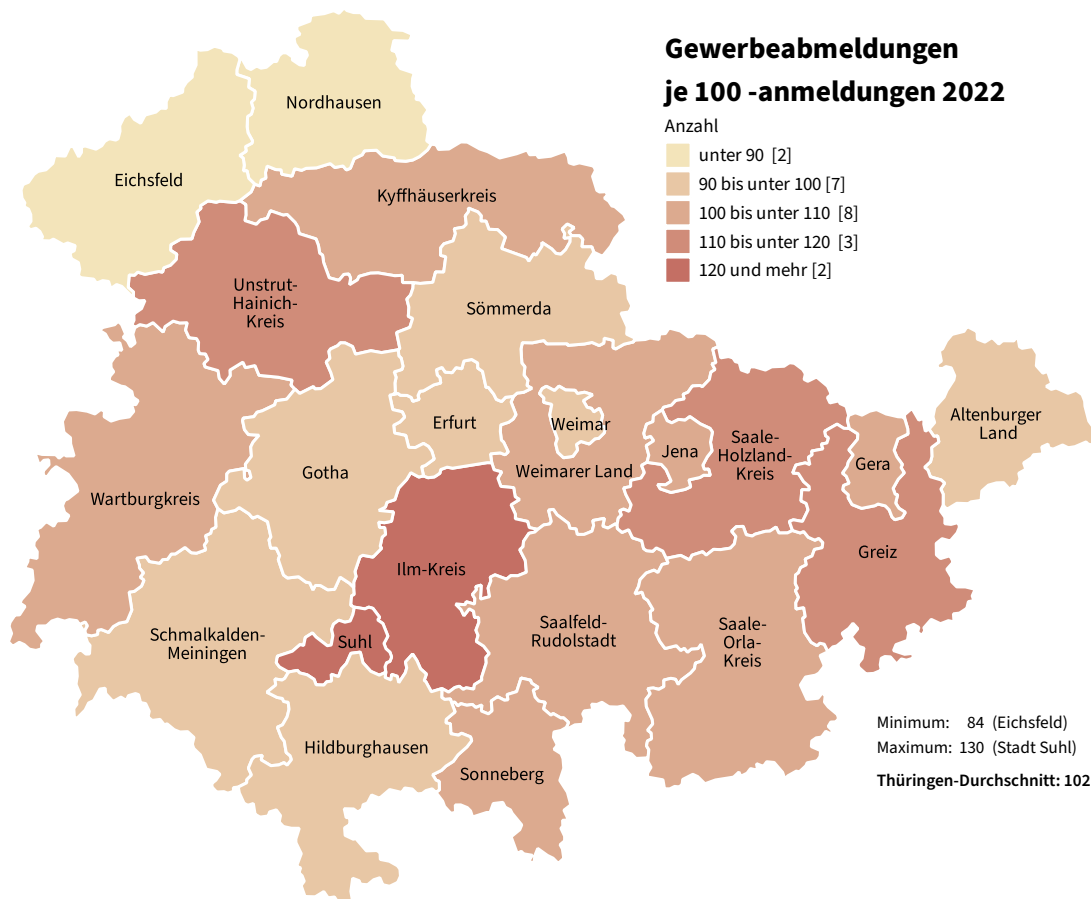 Gewerbeabmeldungen
je 100 -anmeldungen 2022
Anzahl
unter 90 [2]
90 bis unter 100 [7]
100 bis unter 110 [8]
110 bis unter 120 [3]
120 und mehr [2]
Nordhausen
Eichsfeld
Kyffhäuserkreis
Unstrut-
Hainich-
Kreis
Sömmerda
Altenburger
Land
Erfurt
Weimar
Jena
Saale-
Holzland-
Kreis
Gera
Gotha
Weimarer Land
Wartburgkreis
Greiz
Ilm-Kreis
Schmalkalden-
Meiningen
Suhl
Saalfeld-
Rudolstadt
Saale-
Orla-
Kreis
Hildburghausen
Sonneberg
Minimum: 84 (Eichsfeld)
Maximum: 130 (Stadt Suhl)
Thüringen-Durchschnitt: 102